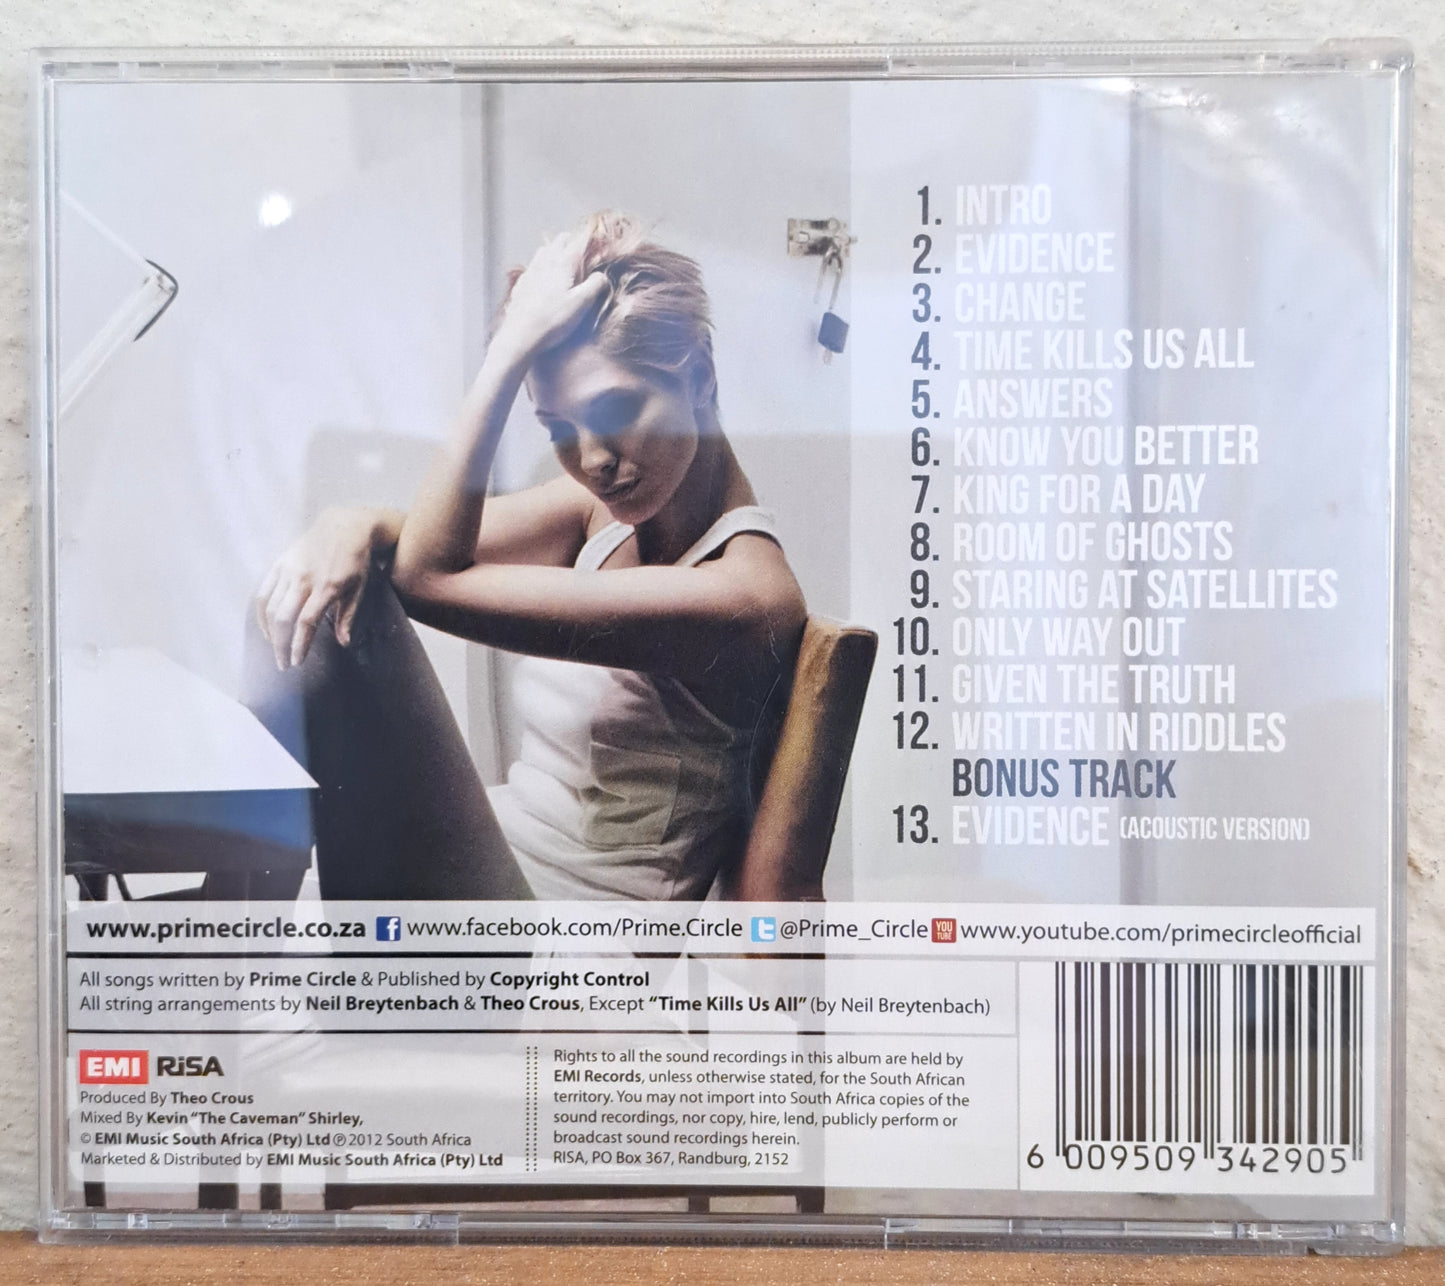 1. INTRO
2. EVIDENCE
3. CHANGE
4. TIME KILLS US ALL
5. ANSWERS
6. KNOW YOU BETTER
7. KING FOR A DAY
8. ROOM OF GHOSTS
9. STARING AT SATELLITES
10. ONLY WAY OUT
11. GIVEN THE TRUTH
12. WRITTEN IN RIDDLES
BONUS TRACK
13. EVIDENCE (ACOUSTIC VERSION)
www.primecircle.co.za f www.facebook.com/Prime.Circle t @Prime_Circle YOU TUBE www.youtube.com/primecircleofficial
All songs written by Prime Circle & Published by Copyright Control
All string arrangements by Neil Breytenbach & Theo Crous, Except "Time Kills Us All" (by Neil Breytenbach)
EMI RiSA
Produced By Theo Crous
Mixed By Kevin "The Caveman" Shirley,
© EMI Music South Africa (Pty) Ltd ℗ 2012 South Africa
Marketed & Distributed by EMI Music South Africa (Pty) Ltd
Rights to all the sound recordings in this album are held by
EMI Records, unless otherwise stated, for the South African
territory. You may not import into South Africa copies of the
sound recordings, nor copy, hire, lend, publicly perform or
broadcast sound recordings herein.
RISA, PO Box 367, Randburg, 2152
6 009509 342905